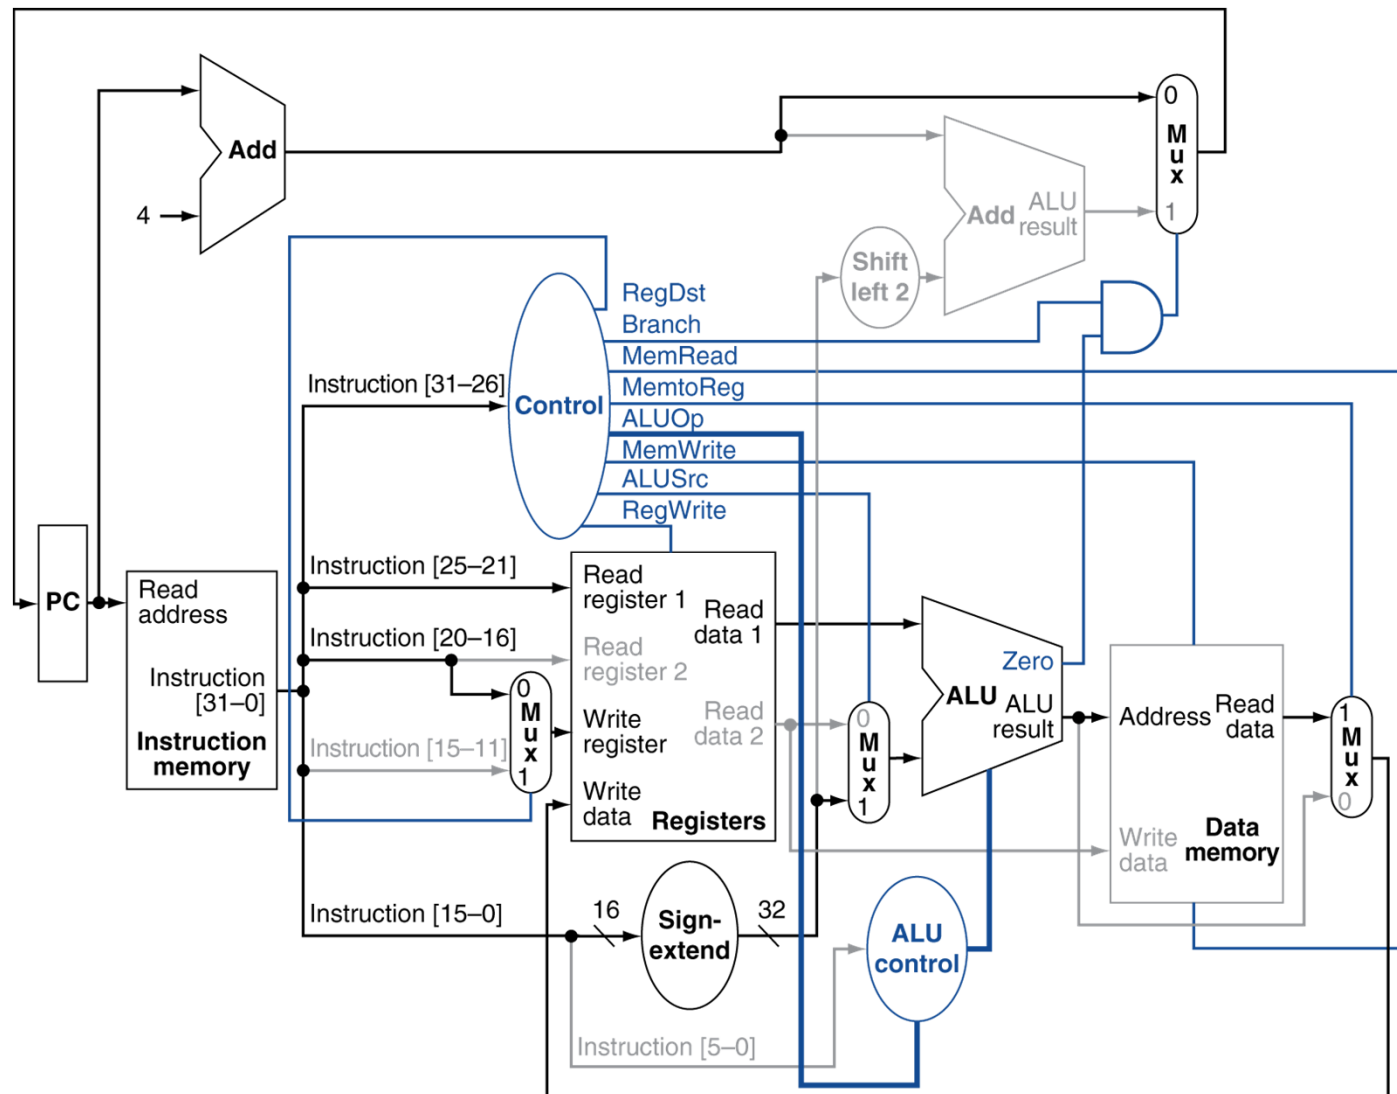 0
M
u
x
1
Add
4
Add
ALU
result
Shift
left 2
RegDst
Branch
MemRead
MemtoReg
ALUOp
MemWrite
ALUSrc
RegWrite
Instruction [31–26]
Control
PC
Read
address
Instruction
[31–0]
Instruction
memory
Instruction [25–21]
Instruction [20–16]
Instruction [15–11]
0
M
u
x
1
Read
register 1
Read
register 2
Write
register
Write
data
Read
data 1
Read
data 2
Registers
0
M
u
x
1
Zero
ALU
ALU
result
Address
Read
data
Write
data
Data
memory
1
M
u
x
0
Instruction [15–0]
16
Sign-
extend
32
ALU
control
Instruction [5–0]